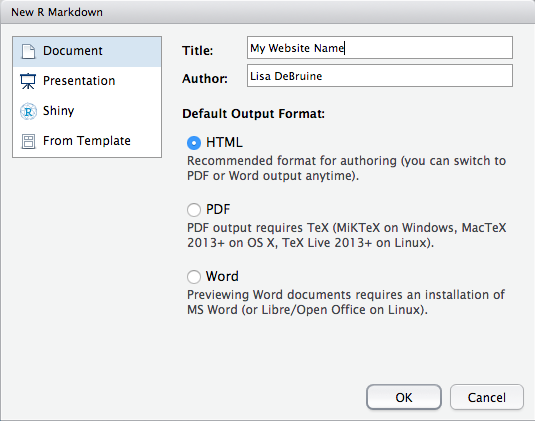 New R Markdown
Document
Presentation
Shiny
From Template
Title: My Website Name
Author: Lisa DeBruine
Default Output Format:
HTML
Recommended format for authoring (you can switch to
PDF or Word output anytime).
PDF
PDF output requires TeX (MiKTeX on Windows, MacTeX
2013+ on OS X, TeX Live 2013+ on Linux).
Word
Previewing Word documents requires an installation of
MS Word (or Libre/Open Office on Linux).
OK Cancel